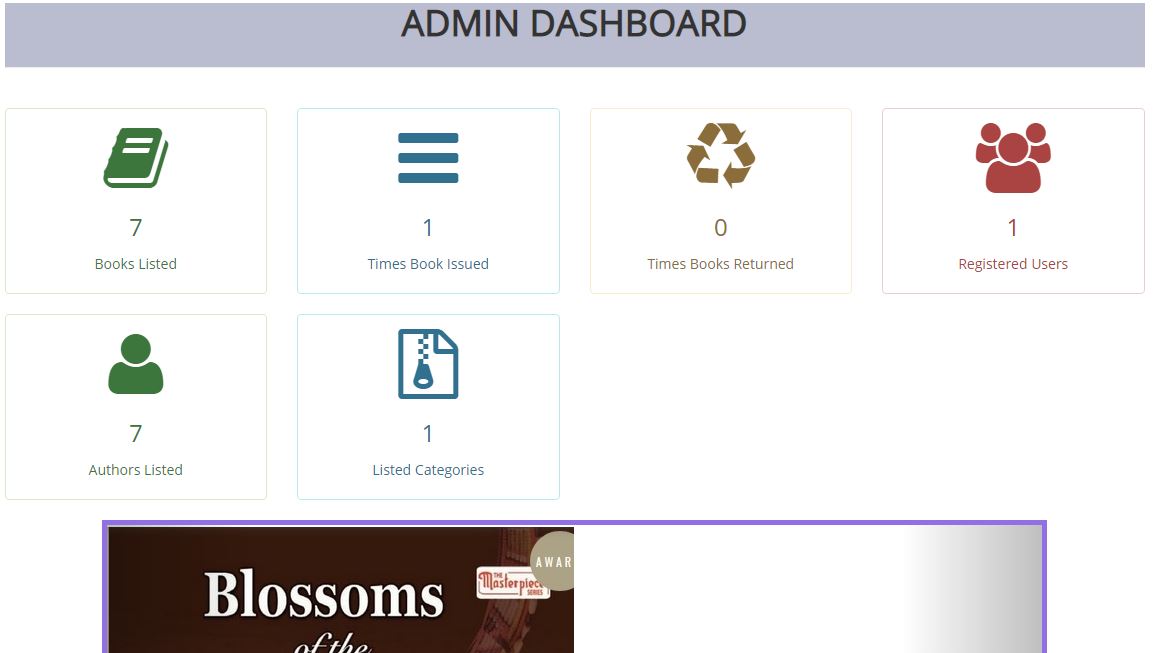 ADMIN DASHBOARD
7
Books Listed
1
Times Book Issued
0
Times Books Returned
1
Registered Users
7
Authors Listed
1
Listed Categories
AWAR
THE
Masterpiece
SERIES
Blossoms
of the